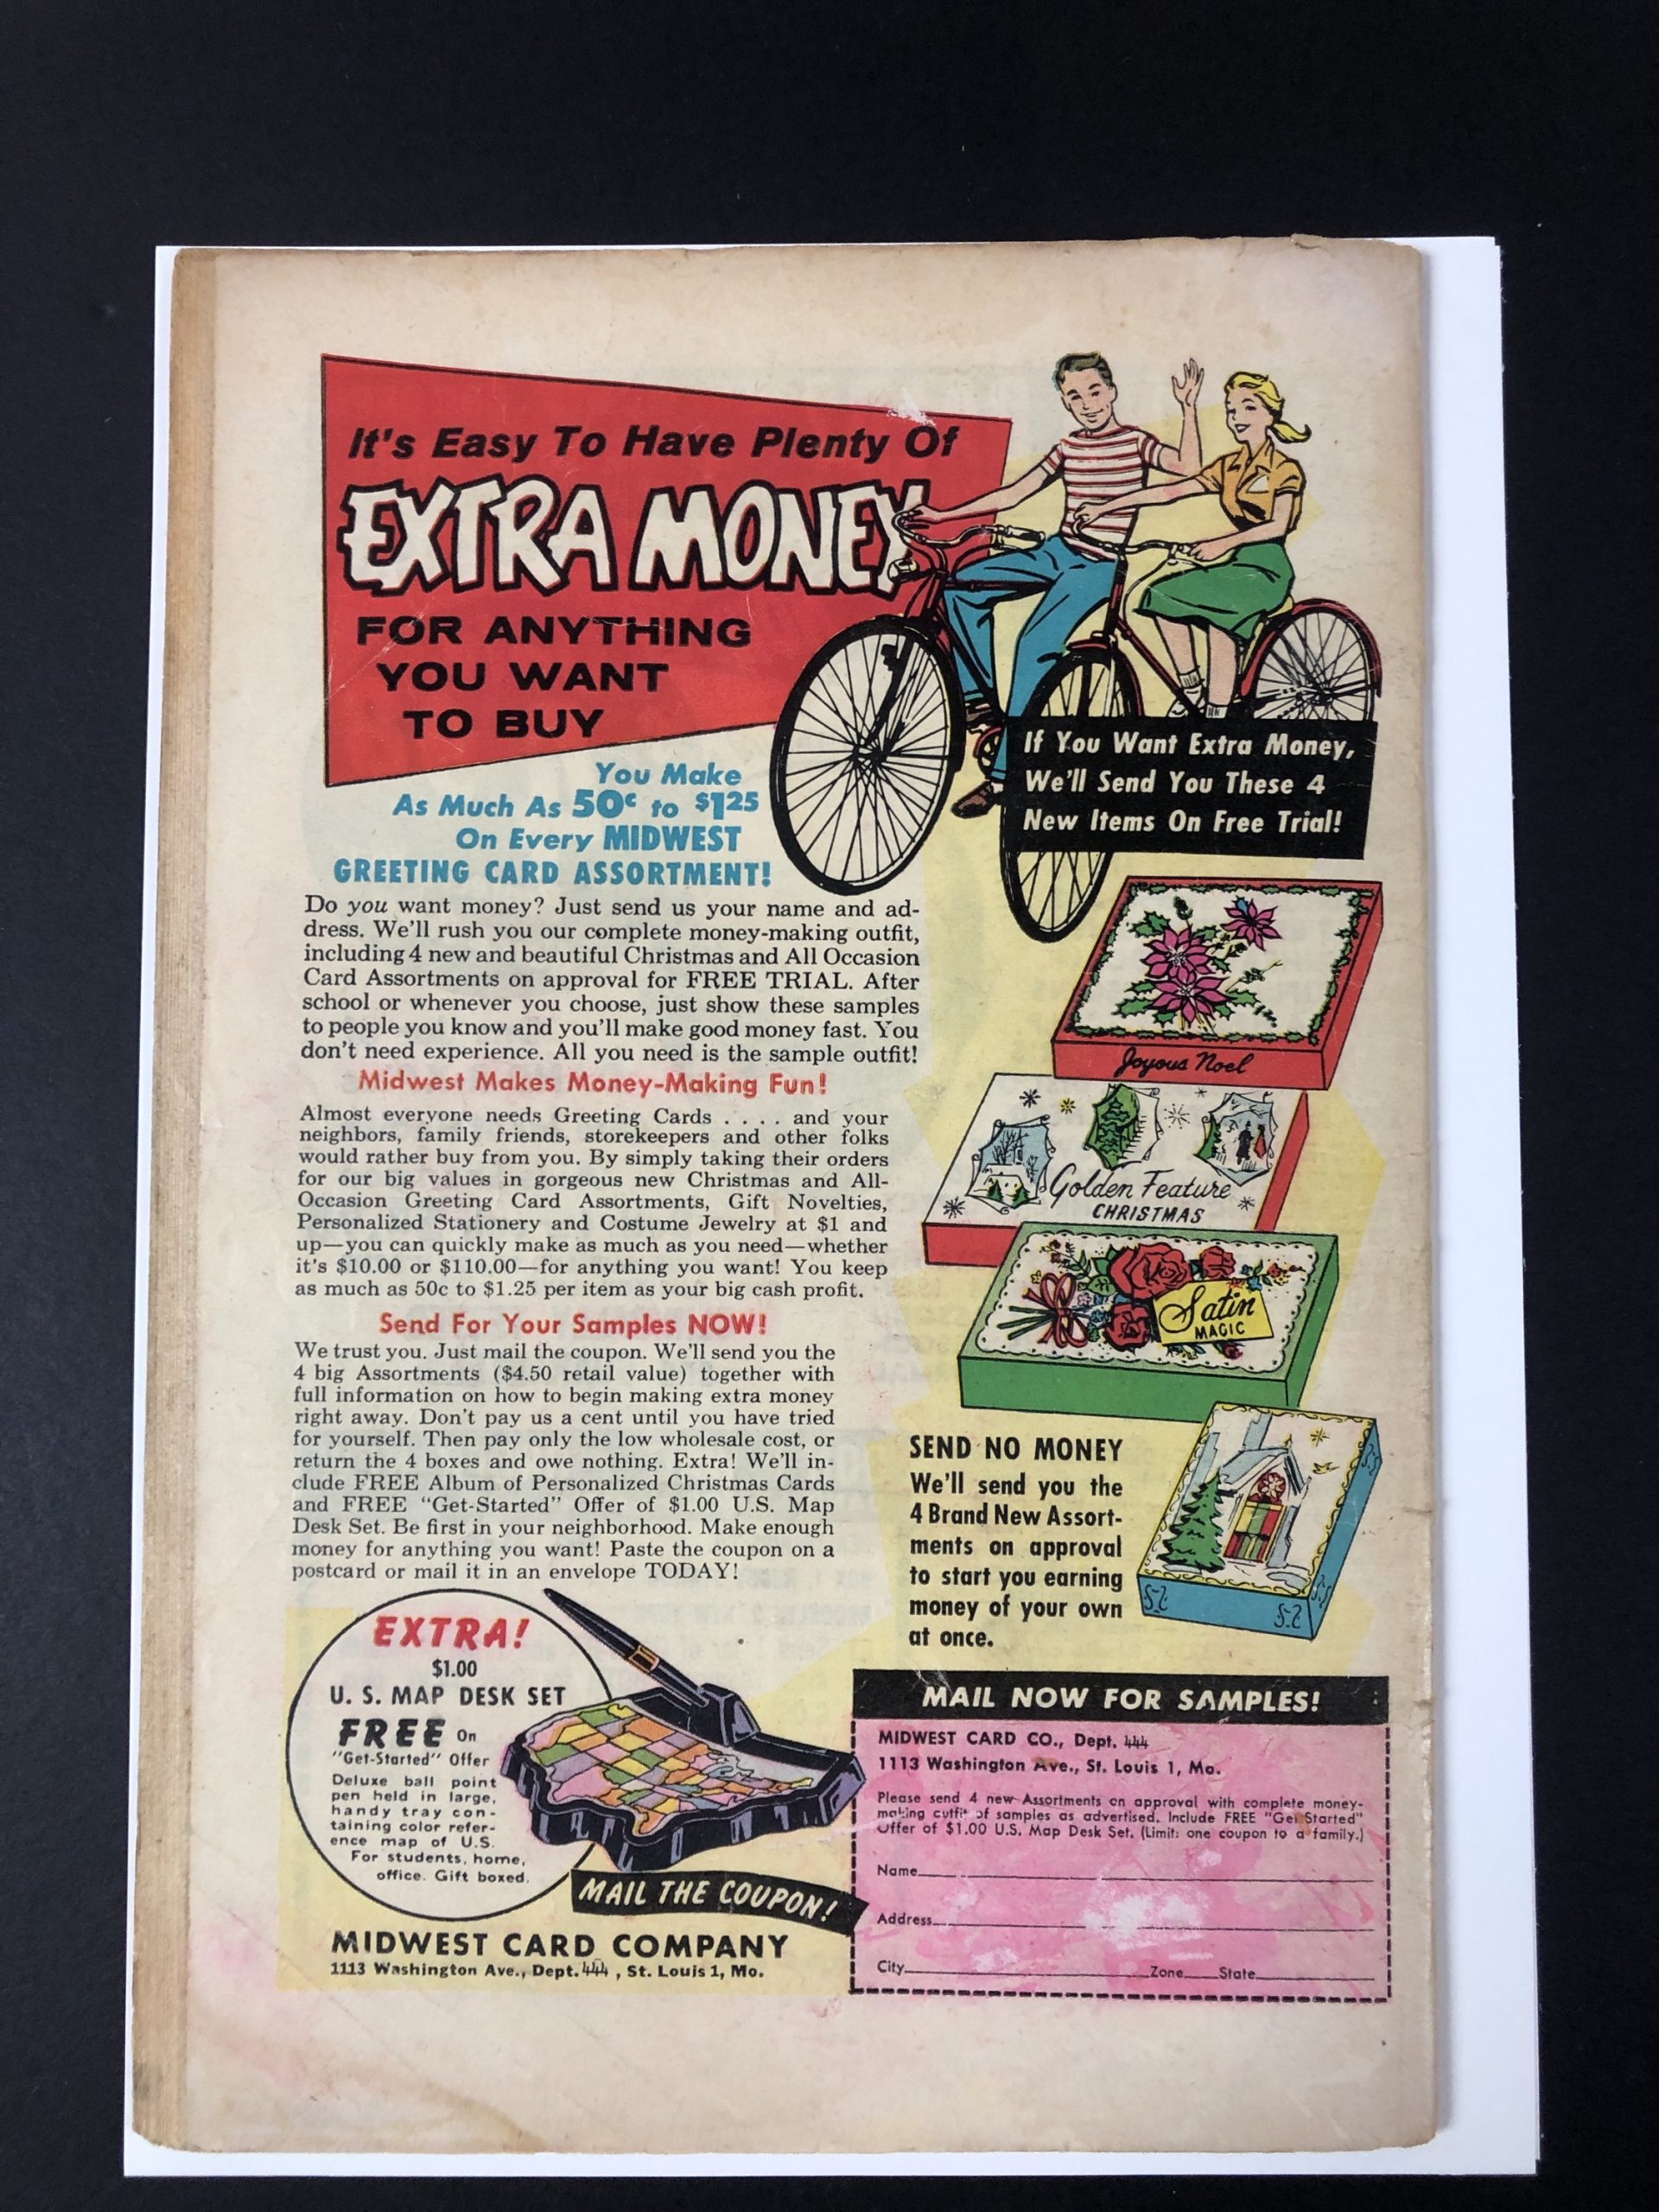 It's Easy To Have Plenty Of
EXTRA MONEY
FOR ANYTHING
YOU WANT
TO BUY
You Make
As Much As 50c to $1.25
On Every MIDWEST
GREETING CARD ASSORTMENT!
If You Want Extra Money,
We'll Send You These 4
New Items On Free Trial!
Do you want money? Just send us your name and ad-
dress. We'll rush you our complete money-making outfit,
including 4 new and beautiful Christmas and All Occasion
Card Assortments on approval for FREE TRIAL. After
school or whenever you choose, just show these samples
to people you know and you'll make good money fast. You
don't need experience. All you need is the sample outfit!
Midwest Makes Money-Making Fun!
Almost everyone needs Greeting Cards . . . . and your
neighbors, family friends, storekeepers and other folks
would rather buy from you. By simply taking their orders
for our big values in gorgeous new Christmas and All-
Occasion Greeting Card Assortments, Gift Novelties,
Personalized Stationery and Costume Jewelry at $1 and
up—you can quickly make as much as you need—whether
it's $10.00 or $110.00—for anything you want! You keep
as much as 50c to $1.25 per item as your big cash profit.
Send For Your Samples NOW!
We trust you. Just mail the coupon. We'll send you the
4 big Assortments ($4.50 retail value) together with
full information on how to begin making extra money
right away. Don't pay us a cent until you have tried
for yourself. Then pay only the low wholesale cost, or
return the 4 boxes and owe nothing. Extra! We'll in-
clude FREE Album of Personalized Christmas Cards
and FREE "Get-Started" Offer of $1.00 U.S. Map
Desk Set. Be first in your neighborhood. Make enough
money for anything you want! Paste the coupon on a
postcard or mail it in an envelope TODAY!
Joyous Noel
Golden Feature
CHRISTMAS
Satin
MAGIC
SEND NO MONEY
We'll send you the
4 Brand New Assort-
ments on approval
to start you earning
money of your own
at once.
EXTRA!
$1.00
U. S. MAP DESK SET
FREE On
"Get-Started" Offer
Deluxe ball point
pen held in large,
handy tray con-
taining color refer-
ence map of U.S.
For students, home,
office. Gift boxed.
MAIL THE COUPON!
MIDWEST CARD COMPANY
1113 Washington Ave., Dept. 444, St. Louis 1, Mo.
MAIL NOW FOR SAMPLES!
MIDWEST CARD CO., Dept. 444
1113 Washington Ave., St. Louis 1, Mo.
Please send 4 new Assortments on approval with complete money-
making outfit of samples as advertised. Include FREE "Get Started"
Offer of $1.00 U.S. Map Desk Set. (Limit: one coupon to a family.)
Name
Address
City Zone State